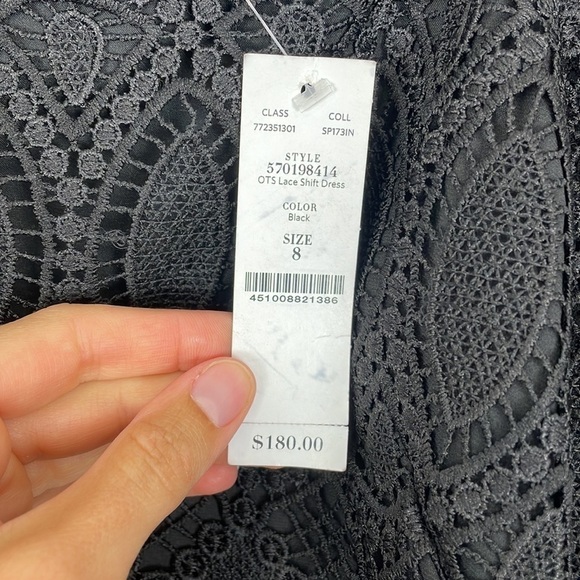 CLASS COLL
772351301 SP173IN
STYLE
570198414
OTS Lace Shift Dress
COLOR
Black
SIZE
8
451008821386
$180.00